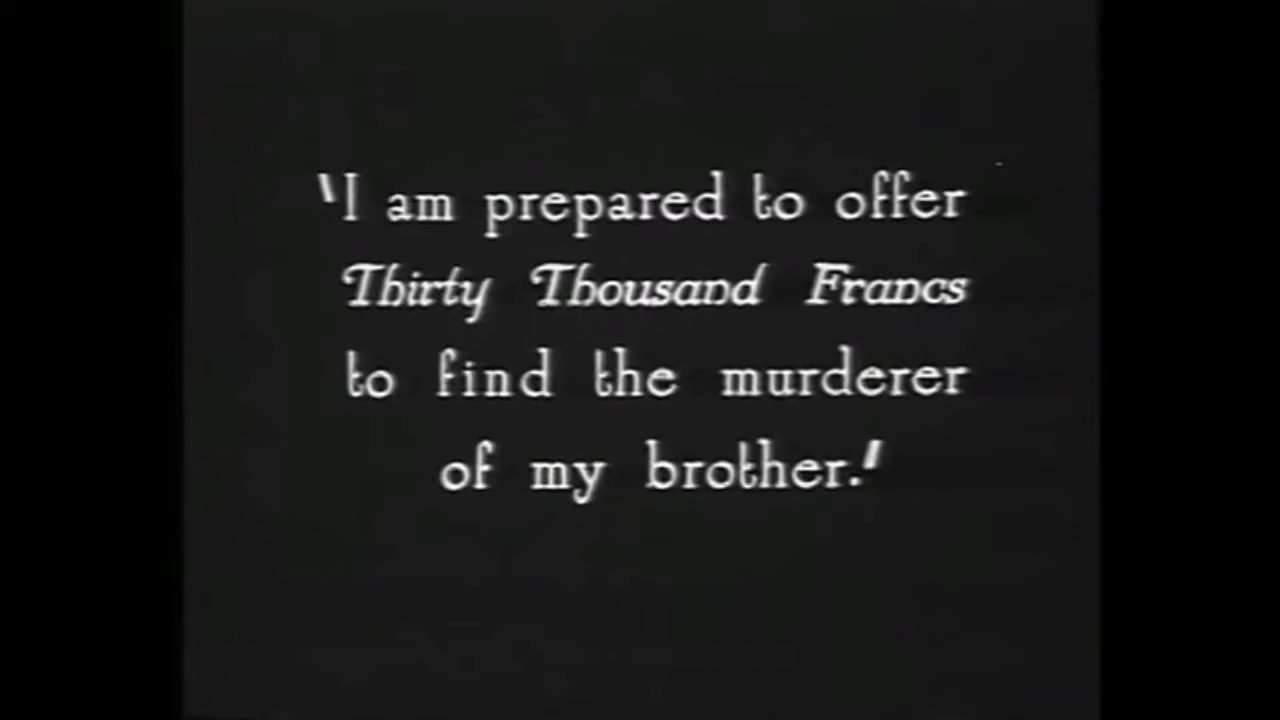 "I am prepared to offer
Thirty Thousand Francs
to find the murderer
of my brother."